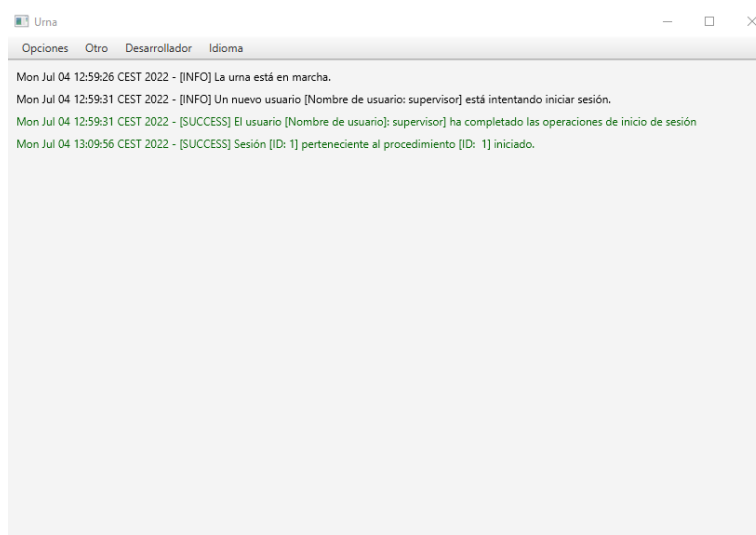 Urna
Opciones Otro Desarrollador Idioma
Mon Jul 04 12:59:26 CEST 2022 - [INFO] La urna está en marcha.
Mon Jul 04 12:59:31 CEST 2022 - [INFO] Un nuevo usuario [Nombre de usuario: supervisor] está intentando iniciar sesión.
Mon Jul 04 12:59:31 CEST 2022 - [SUCCESS] El usuario [Nombre de usuario]: supervisor] ha completado las operaciones de inicio de sesión
Mon Jul 04 13:09:56 CEST 2022 - [SUCCESS] Sesión [ID: 1] perteneciente al procedimiento [ID:  1] iniciado.